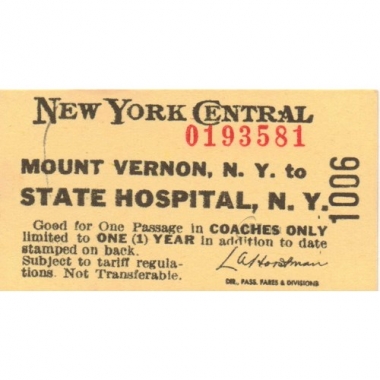 NEW YORK CENTRAL
0193581
MOUNT VERNON, N. Y. to
STATE HOSPITAL, N. Y.
1006
Good for One Passage in COACHES ONLY
limited to ONE (1) YEAR in addition to date
stamped on back.
Subject to tariff regula-
tions. Not Transferable.
DIR., PASS. FARES & DIVISIONS